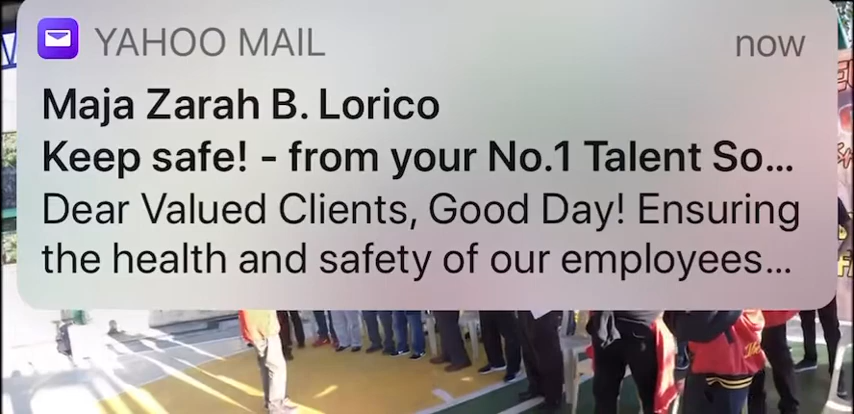 YAHOO MAIL now
Maja Zarah B. Lorico
Keep safe! - from your No.1 Talent So...
Dear Valued Clients, Good Day! Ensuring
the health and safety of our employees...